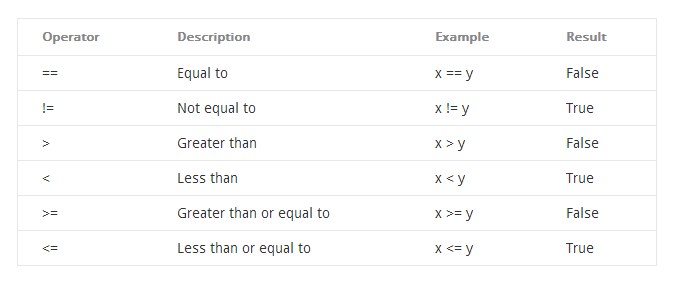 Operator Description Example Result
== Equal to x == y False
!= Not equal to x != y True
> Greater than x > y False
< Less than x < y True
>= Greater than or equal to x >= y False
<= Less than or equal to x <= y True